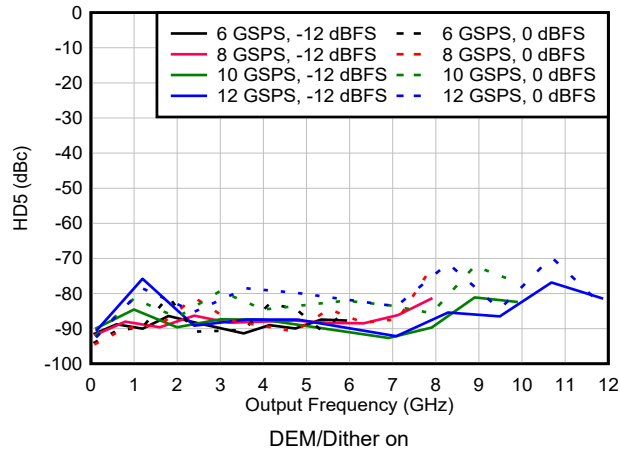 0
-10
-20
-30
-40
-50
-60
-70
-80
-90
-100
HD5 (dBc)
6 GSPS, -12 dBFS 6 GSPS, 0 dBFS
8 GSPS, -12 dBFS 8 GSPS, 0 dBFS
10 GSPS, -12 dBFS 10 GSPS, 0 dBFS
12 GSPS, -12 dBFS 12 GSPS, 0 dBFS
0 1 2 3 4 5 6 7 8 9 10 11 12
Output Frequency (GHz)
DEM/Dither on